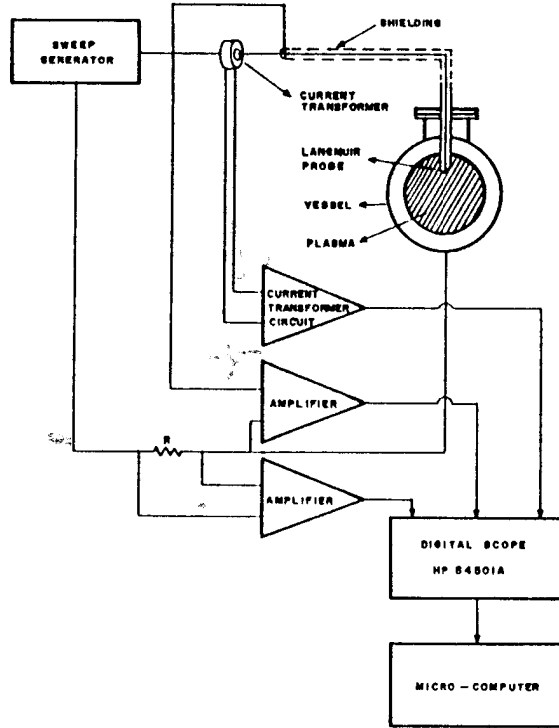 SWEEP
GENERATOR
SHIELDING
CURRENT
TRANSFORMER
LANGMUIR
PROBE
VESSEL
PLASMA
CURRENT
TRANSFORMER
CIRCUIT
AMPLIFIER
R
AMPLIFIER
DIGITAL SCOPE
HP 54501A
MICRO-COMPUTER